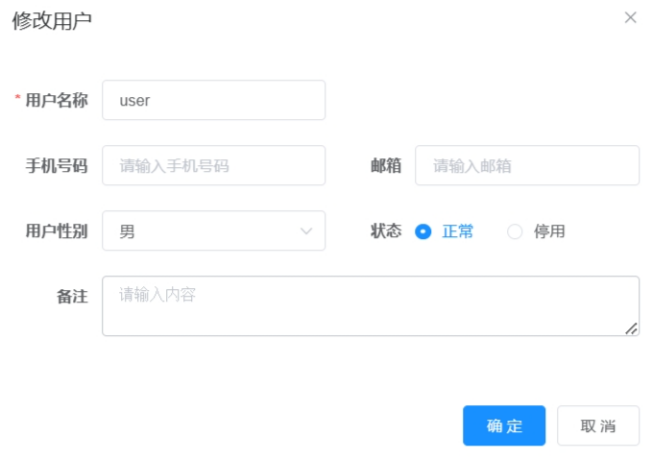 修改用户
* 用户名称 user
手机号码 请输入手机号码 邮箱 请输入邮箱
用户性别 男 状态 正常 停用
备注 请输入内容
确定 取消